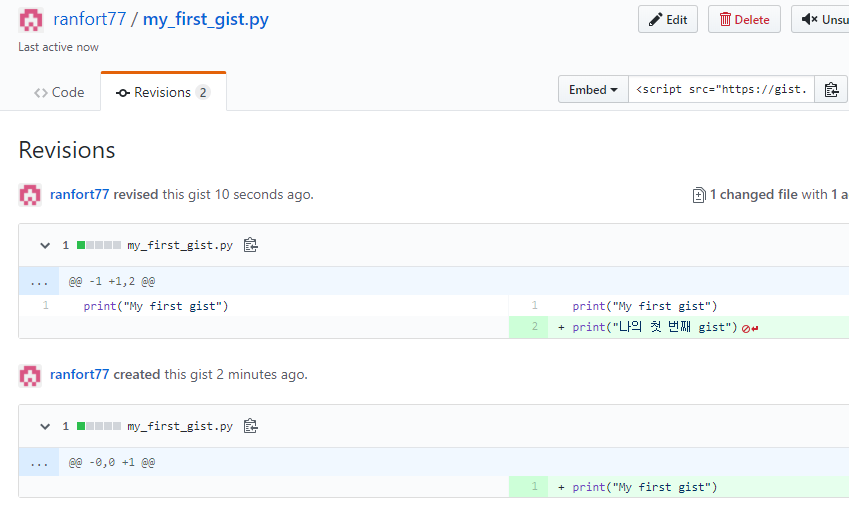 ranfort77 / my_first_gist.py
Edit
Delete
Unsu
Last active now
Code
Revisions 2
Embed
<script src="https://gist.
Revisions
ranfort77 revised this gist 10 seconds ago.
1 changed file with 1 a
1 my_first_gist.py
... @@ -1 +1,2 @@
1 print("My first gist")
1 print("My first gist")
2 + print("나의 첫 번째 gist")
ranfort77 created this gist 2 minutes ago.
1 my_first_gist.py
... @@ -0,0 +1 @@
1 + print("My first gist")